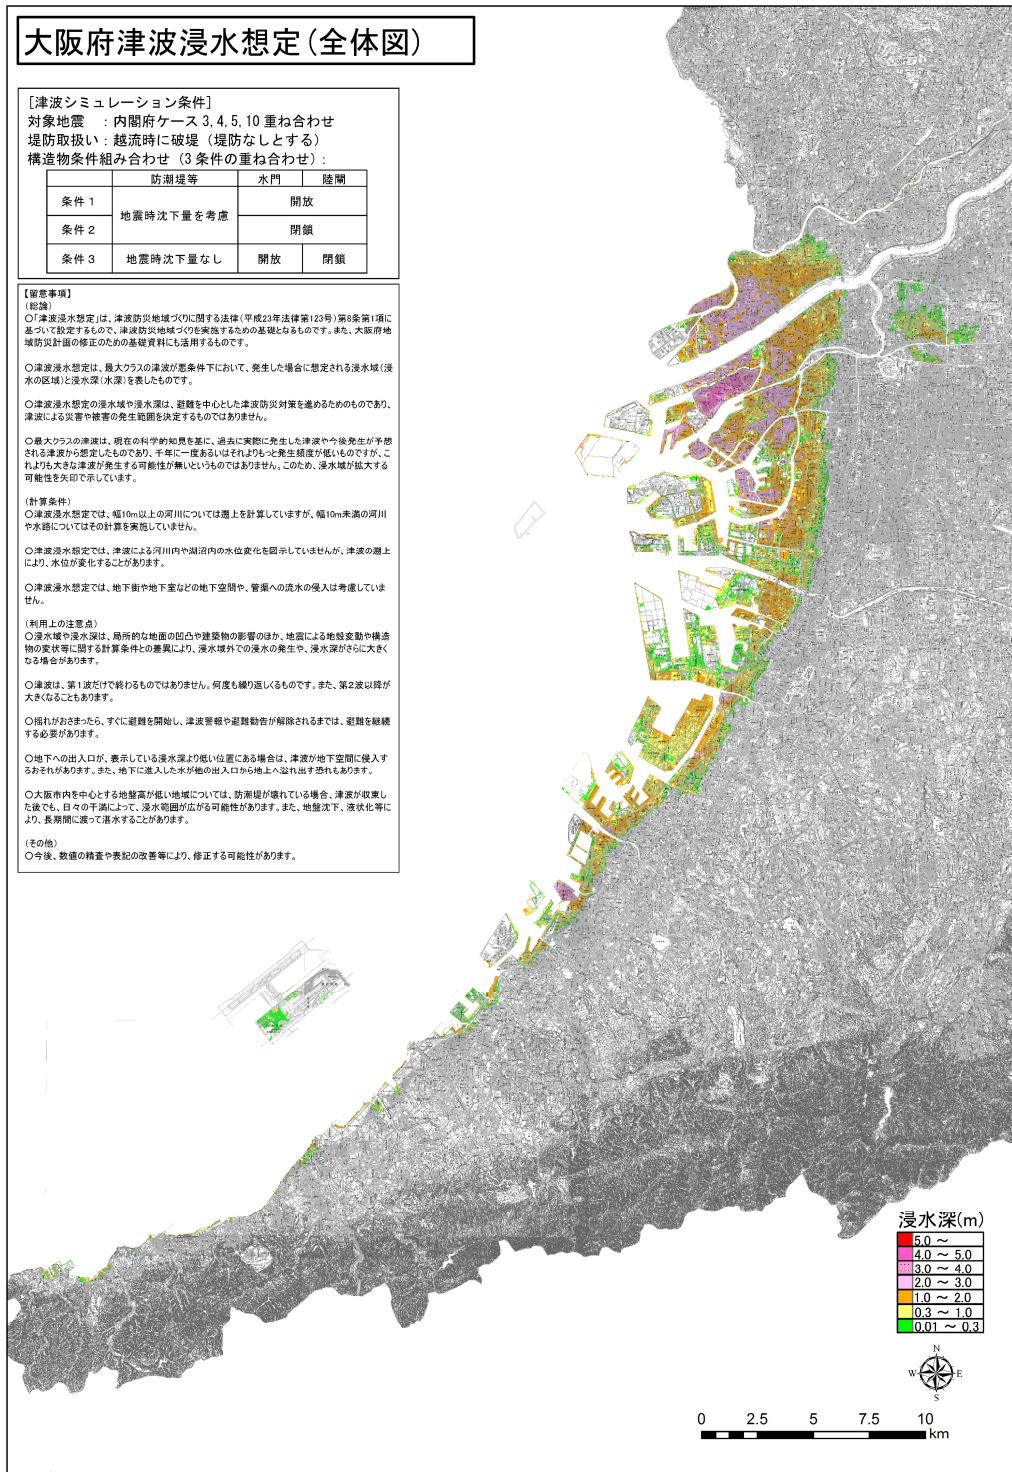 大阪府津波浸水想定(全体図)
[津波シミュレーション条件]
対象地震　：内閣府ケース 3, 4, 5, 10 重ね合わせ
堤防取扱い：越流時に破堤（堤防なしとする）
構造物条件組み合わせ（3 条件の重ね合わせ）：
防潮堤等 水門 陸閘
条件 1 地震時沈下量を考慮 開放
条件 2 閉鎖
条件 3 地震時沈下量なし 開放 閉鎖
【留意事項】
（総論）
○「津波浸水想定」は、津波防災地域づくりに関する法律（平成23年法律第123号）第8条第1項に
基づいて設定するもので、津波防災地域づくりを実施するための基礎となるものです。また、大阪府地
域防災計画の修正のための基礎資料にも活用するものです。
○津波浸水想定は、最大クラスの津波が悪条件下において、発生した場合に想定される浸水域（浸
水の区域）と浸水深（水深）を表したものです。
○津波浸水想定の浸水域や浸水深は、避難を中心とした津波防災対策を進めるためのものであり、
津波による災害や被害の発生範囲を決定するものではありません。
○最大クラスの津波は、現在の科学的知見を基に、過去に実際に発生した津波や今後発生が予想
される津波から想定したものであり、千年に一度あるいはそれよりもっと発生頻度が低いものですが、こ
れよりも大きな津波が発生する可能性が無いというものではありません。このため、浸水域が拡大する
可能性を矢印で示しています。
（計算条件）
○津波浸水想定では、幅10m以上の河川については遡上を計算していますが、幅10m未満の河川
や水路についてはその計算を実施していません。
○津波浸水想定では、津波による河川内や湖沼内の水位変化を図示していませんが、津波の遡上
により、水位が変化することがあります。
○津波浸水想定では、地下街や地下室などの地下空間や、管渠への流水の侵入は考慮していま
せん。
（利用上の注意点）
○浸水域や浸水深は、局所的な地面の凹凸や建築物の影響のほか、地震による地殻変動や構造
物の変状等に関する計算条件との差異により、浸水域外での浸水の発生や、浸水深がさらに大きく
なる場合があります。
○津波は、第1波だけで終わるものではありません。何度も繰り返しくるものです。また、第2波以降が
大きくなることもあります。
○揺れがおさまったら、すぐに避難を開始し、津波警報や避難勧告が解除されるまでは、避難を継続
する必要があります。
○地下への出入口が、表示している浸水深より低い位置にある場合は、津波が地下空間に侵入す
るおそれがあります。また、地下に進入した水が他の出入口から地上へ溢れ出す恐れもあります。
○大阪市内を中心とする地盤高が低い地域については、防潮堤が壊れている場合、津波が収束し
た後でも、日々の干満によって、浸水範囲が広がる可能性があります。また、地盤沈下、液状化等に
より、長期間に渡って湛水することがあります。
（その他）
○今後、数値の精査や表記の改善等により、修正する可能性があります。
浸水深(m)
5.0 ～
4.0 ～ 5.0
3.0 ～ 4.0
2.0 ～ 3.0
1.0 ～ 2.0
0.3 ～ 1.0
0.01 ～ 0.3
N
W E
S
0 2.5 5 7.5 10
km